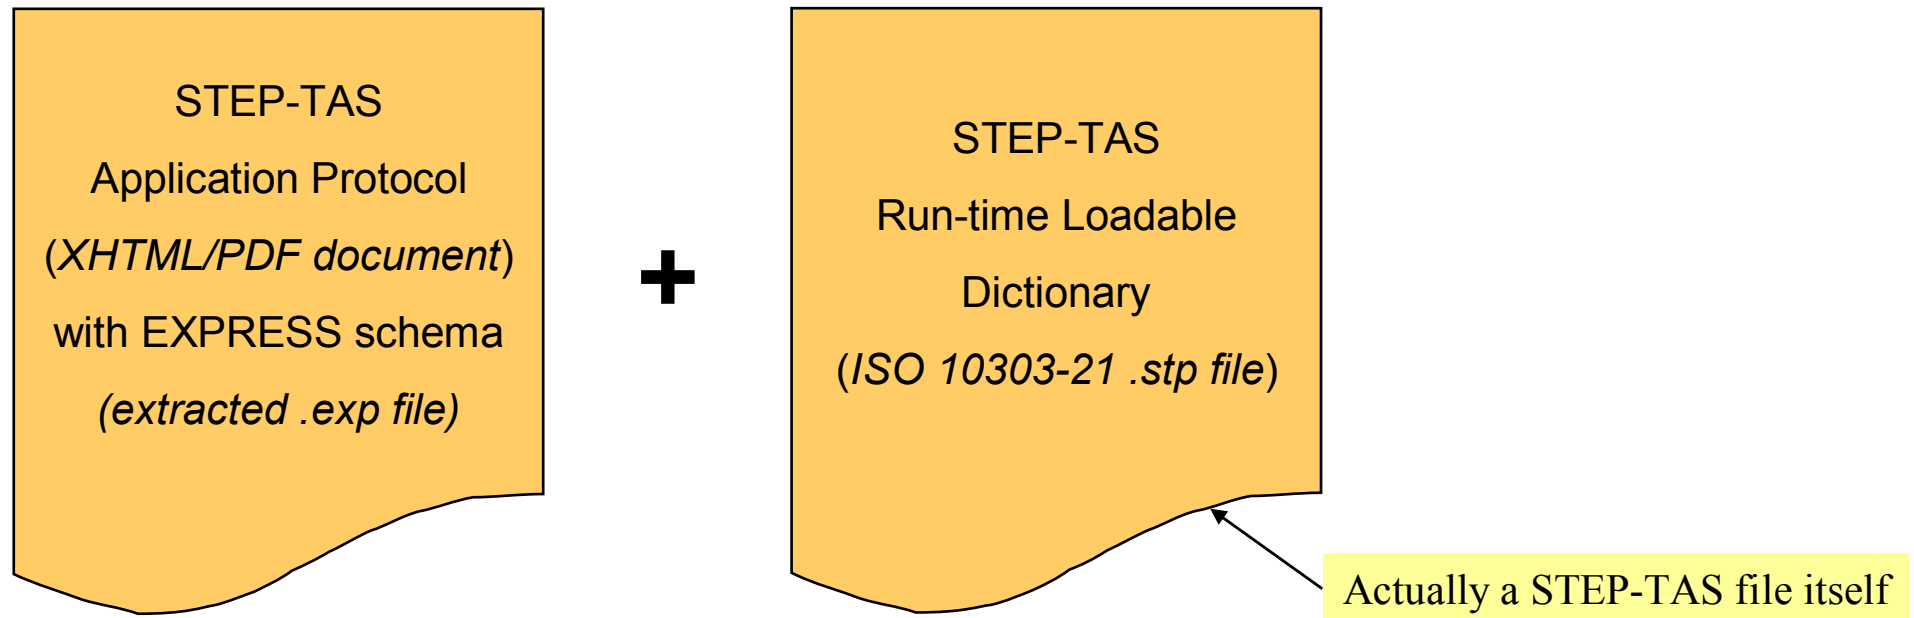 STEP-TAS
Application Protocol
(XHTML/PDF document)
with EXPRESS schema
(extracted .exp file)
+
STEP-TAS
Run-time Loadable
Dictionary
(ISO 10303-21 .stp file)
Actually a STEP-TAS file itself